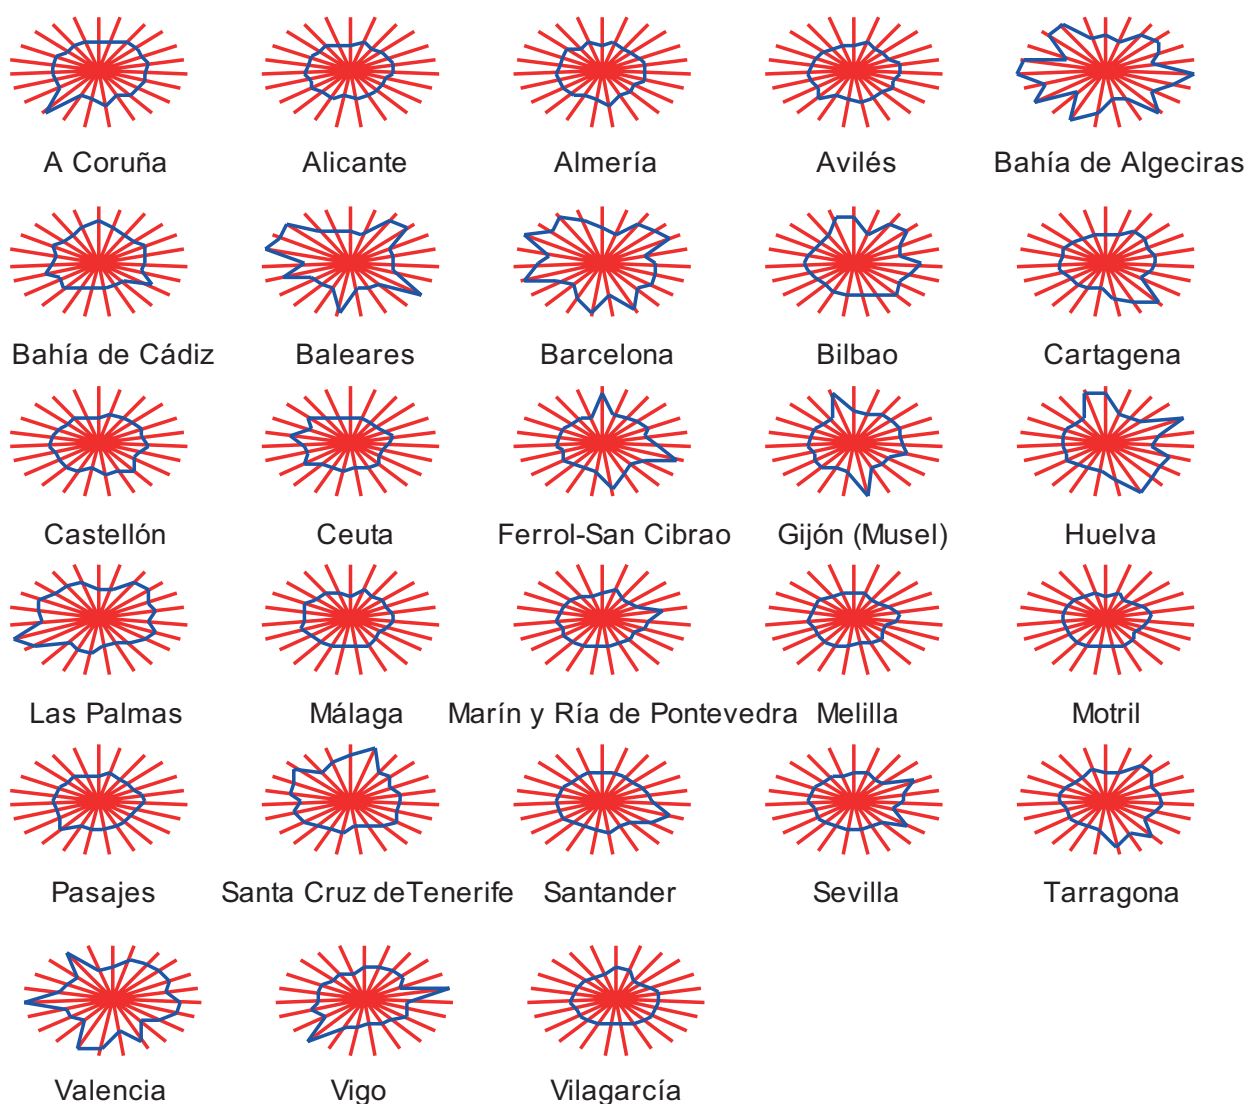 A Coruña Alicante Almería Avilés Bahía de Algeciras
Bahía de Cádiz Baleares Barcelona Bilbao Cartagena
Castellón Ceuta Ferrol-San Cibrao Gijón (Musel) Huelva
Las Palmas Málaga Marín y Ría de Pontevedra Melilla Motril
Pasajes Santa Cruz deTenerife Santander Sevilla Tarragona
Valencia Vigo Vilagarcía